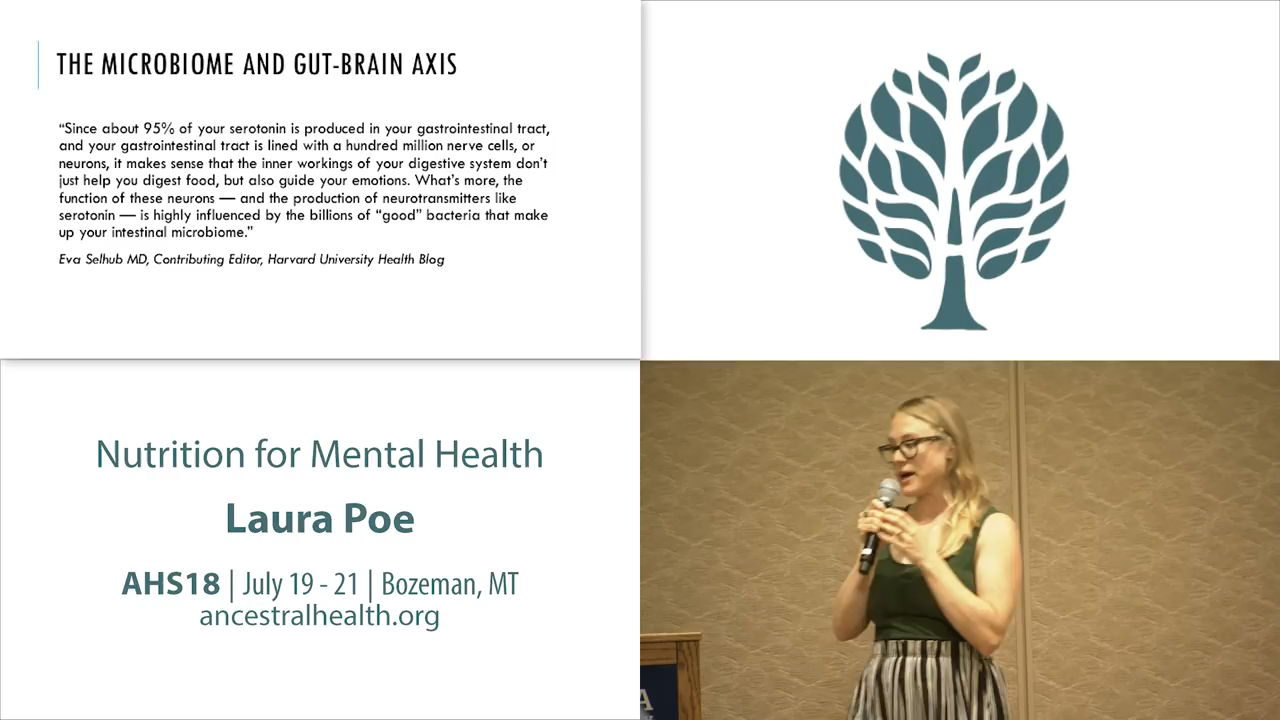 THE MICROBIOME AND GUT-BRAIN AXIS
“Since about 95% of your serotonin is produced in your gastrointestinal tract,
and your gastrointestinal tract is lined with a hundred million nerve cells, or
neurons, it makes sense that the inner workings of your digestive system don’t
just help you digest food, but also guide your emotions. What’s more, the
function of these neurons — and the production of neurotransmitters like
serotonin — is highly influenced by the billions of “good” bacteria that make
up your intestinal microbiome.”
Eva Selhub MD, Contributing Editor, Harvard University Health Blog
Nutrition for Mental Health
Laura Poe
AHS18 | July 19 - 21 | Bozeman, MT
ancestralhealth.org
A